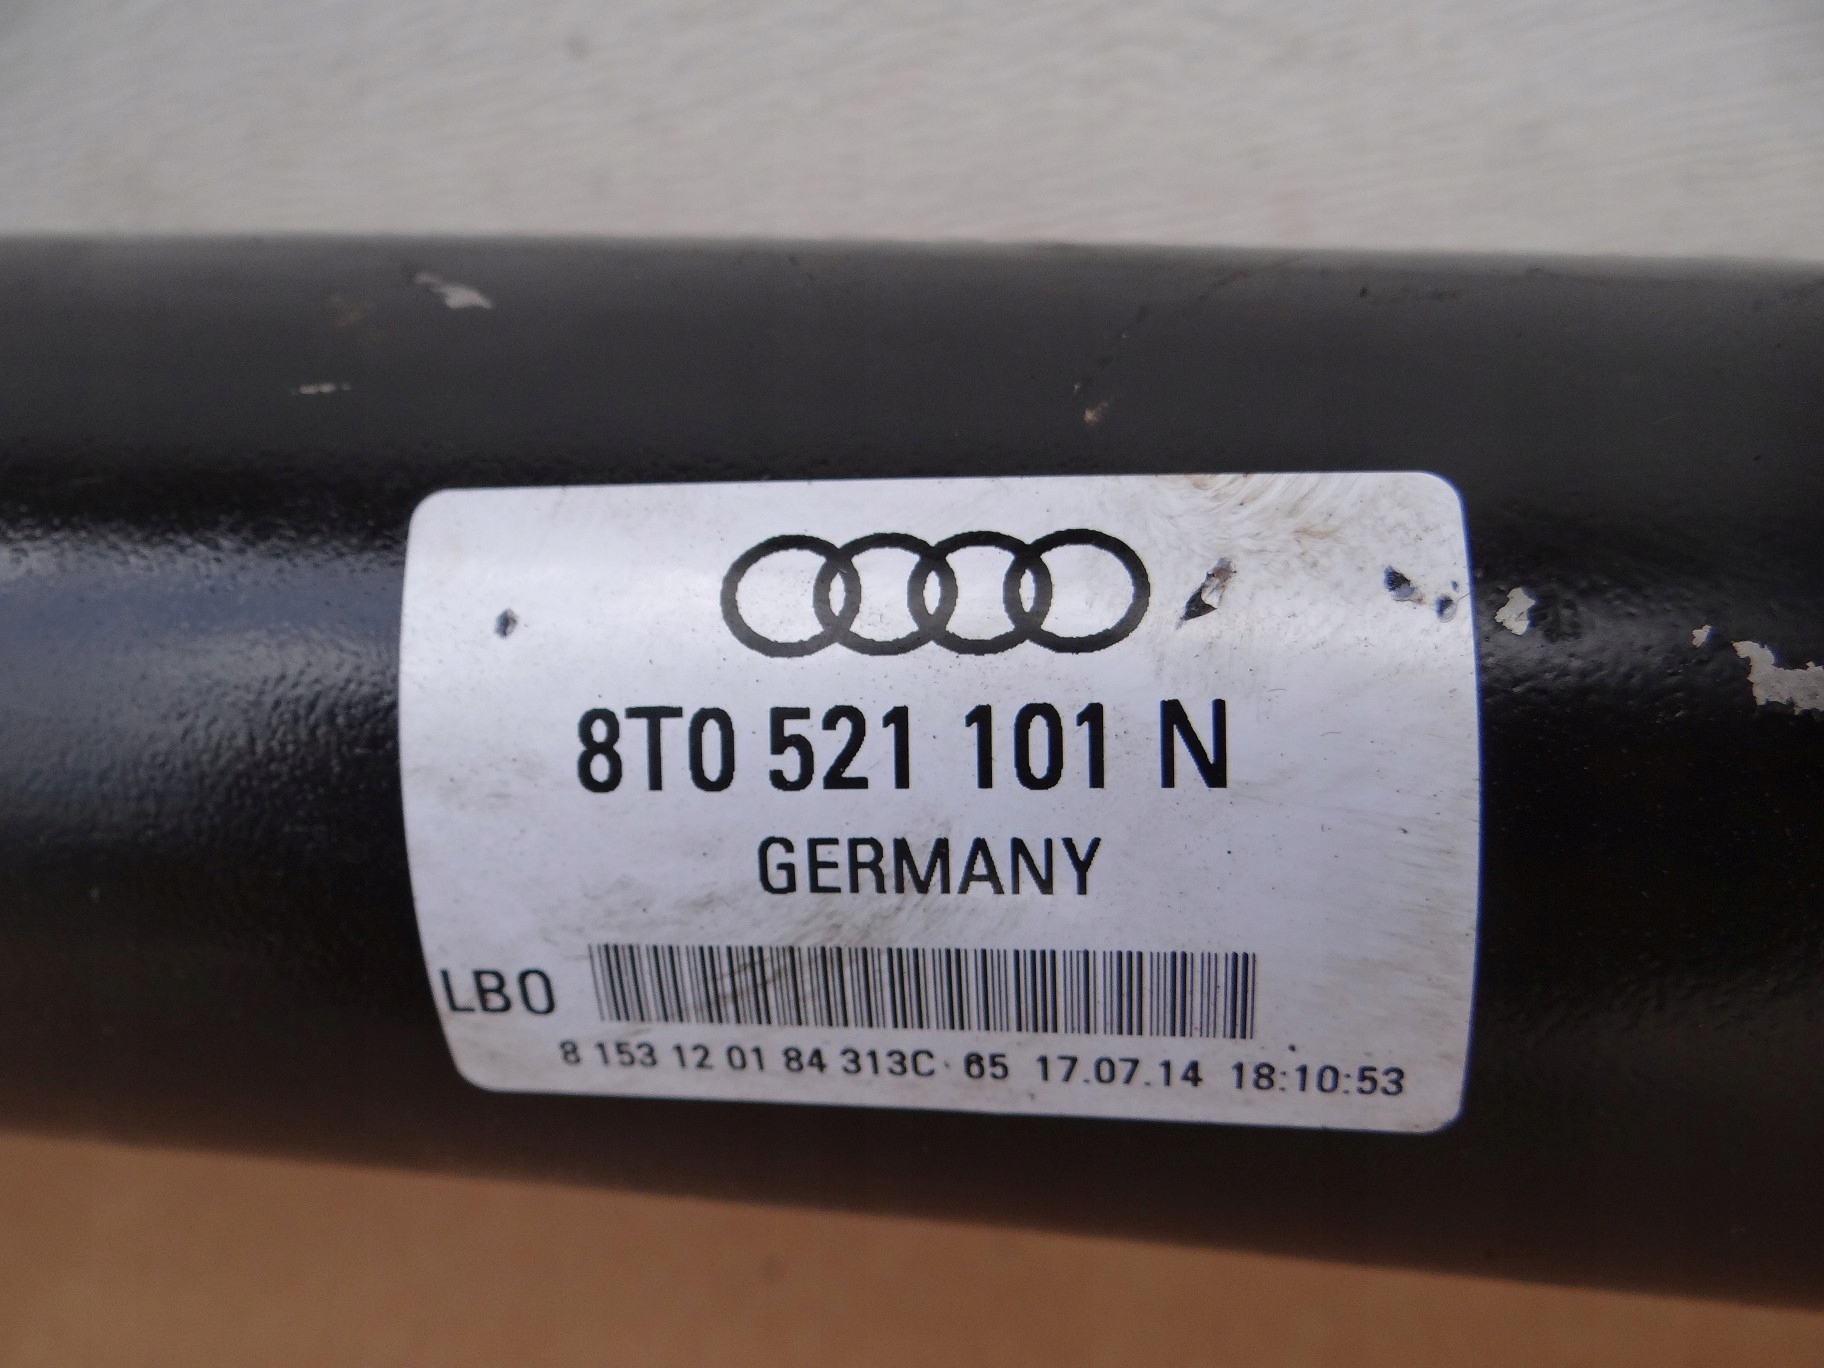 8T0 521 101 N
GERMANY
LBO
8 153 12 01 84 313C· 65 17.07.14 18:10:53